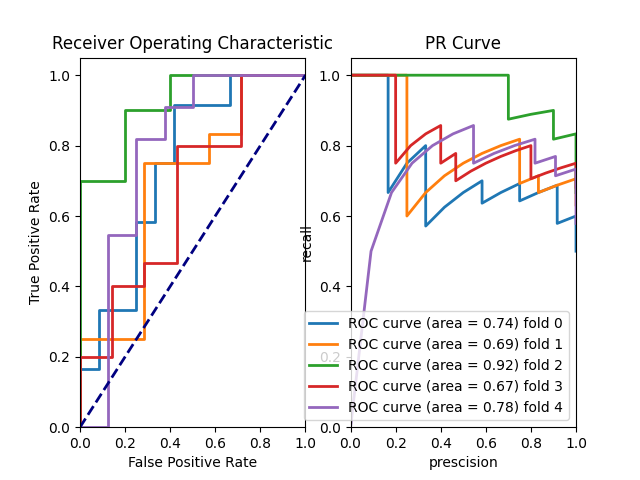 Receiver Operating Characteristic
PR Curve
True Positive Rate
1.0
0.8
0.6
0.4
0.2
0.0
0.0 0.2 0.4 0.6 0.8 1.0
False Positive Rate
recall
1.0
0.8
0.6
0.4
0.2
0.0
0.0 0.2 0.4 0.6 0.8 1.0
prescision
ROC curve (area = 0.74) fold 0
ROC curve (area = 0.69) fold 1
ROC curve (area = 0.92) fold 2
ROC curve (area = 0.67) fold 3
ROC curve (area = 0.78) fold 4